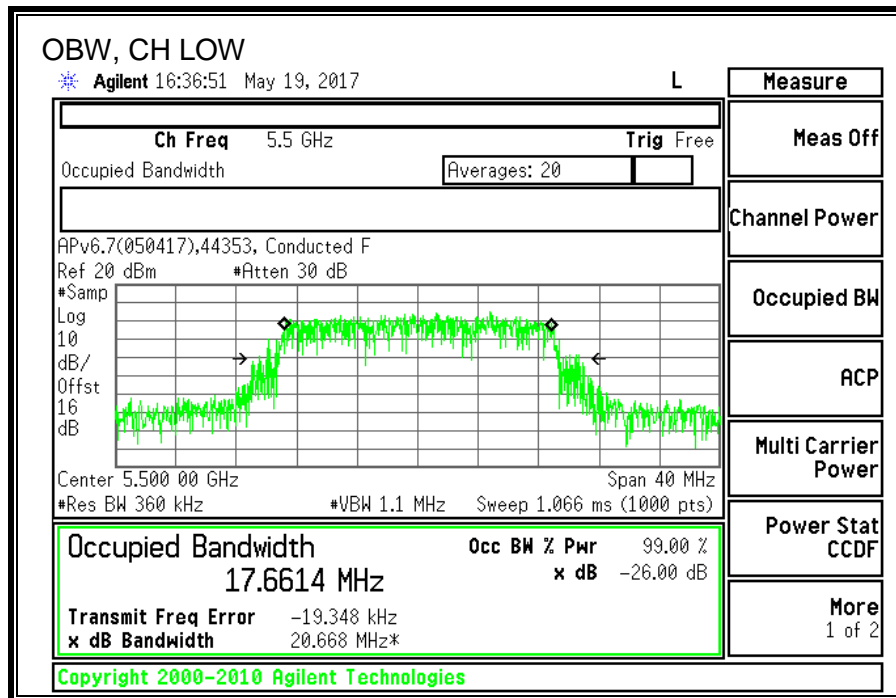 OBW, CH LOW
Agilent 16:36:51 May 19, 2017 L
Measure
Ch Freq 5.5 GHz Trig Free
Meas Off
Occupied Bandwidth Averages: 20
Channel Power
APv6.7(050417),44353, Conducted F
Ref 20 dBm #Atten 30 dB
#Samp
Log
10
dB/
Offst
16
dB
Occupied BW
ACP
Center 5.500 00 GHz Span 40 MHz
#Res BW 360 kHz #VBW 1.1 MHz Sweep 1.066 ms (1000 pts)
Multi Carrier
Power
Occupied Bandwidth Occ BW % Pwr 99.00 %
17.6614 MHz x dB -26.00 dB
Transmit Freq Error -19.348 kHz
x dB Bandwidth 20.668 MHz*
Power Stat
CCDF
More
1 of 2
Copyright 2000-2010 Agilent Technologies